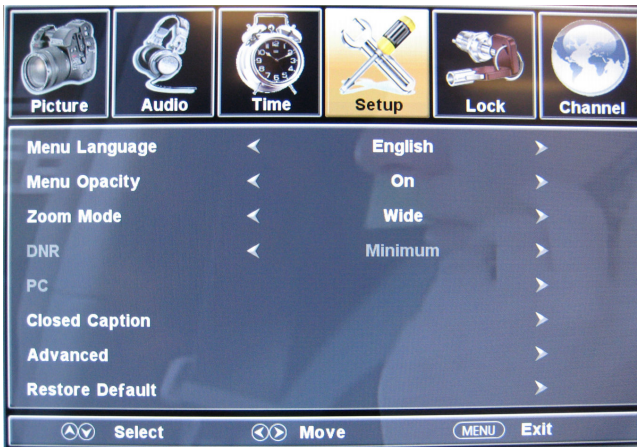 Picture Audio Time Setup Lock Channel
Menu Language English
Menu Opacity On
Zoom Mode Wide
DNR Minimum
PC
Closed Caption
Advanced
Restore Default
Select Move MENU Exit